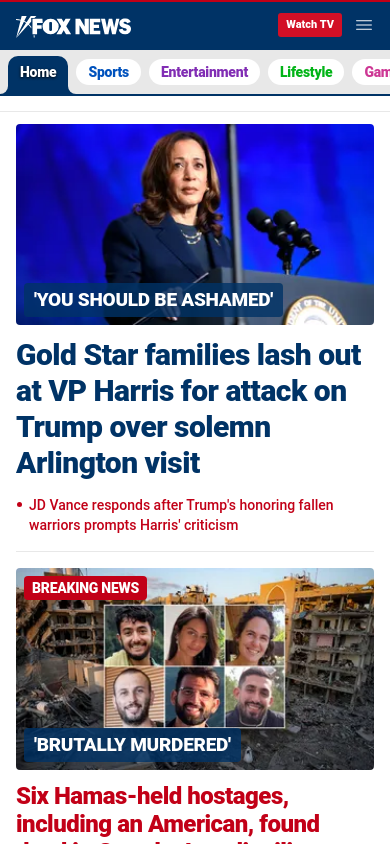 FOX NEWS
Watch TV
Home
Sports
Entertainment
Lifestyle
'YOU SHOULD BE ASHAMED'
Gold Star families lash out
at VP Harris for attack on
Trump over solemn
Arlington visit
• JD Vance responds after Trump's honoring fallen
warriors prompts Harris' criticism
BREAKING NEWS
'BRUTALLY MURDERED'
Six Hamas-held hostages,
including an American, found